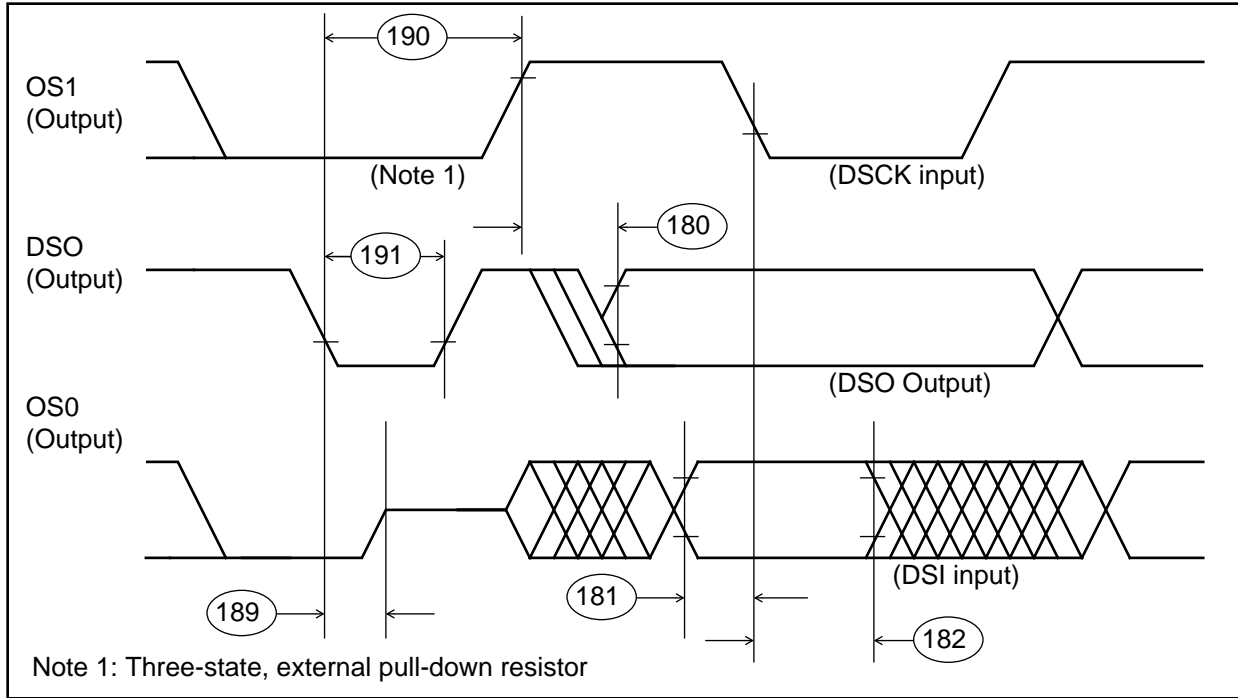 190
OS1
(Output)
(Note 1)
(DSCK input)
180
DSO
(Output)
191
(DSO Output)
OS0
(Output)
(DSI input)
189
181
182
Note 1: Three-state, external pull-down resistor